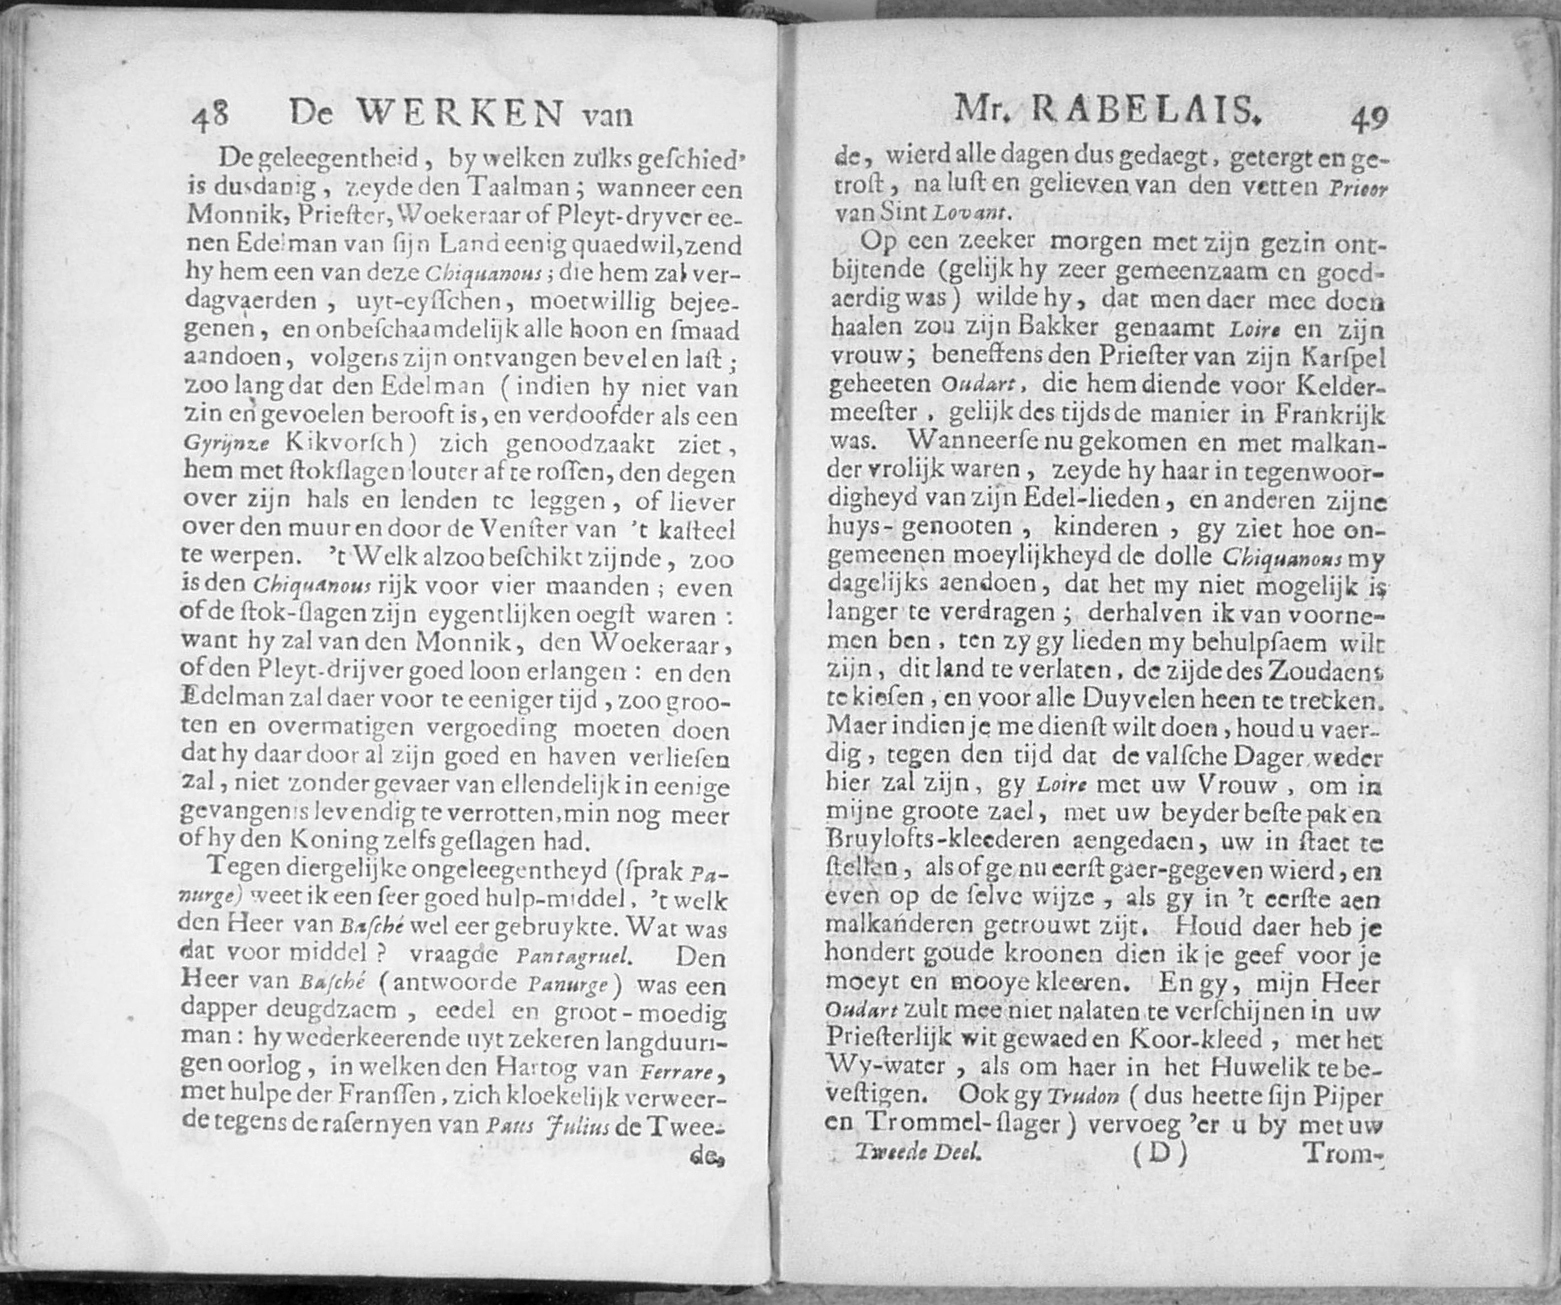 48 De WERKEN van
De geleegentheid, by welken zulks geſchied'
is dusdanig, zeyde den Taalman; wanneer een
Monnik, Prieſter, Woekeraar of Pleyt-dryver ee-
nen Edelman van ſijn Land eenig quaed wil, zend
hy hem een van deze Chiquanous; die hem zal ver-
dagvaerden, uyt-eyſſchen, moetwillig bejee-
genen, en onbeſchaamdelijk alle hoon en ſmaad
aandoen, volgens zijn ontvangen bevel en laſt;
zoo lang dat den Edelman (indien hy niet van
zin en gevoelen berooft is, en verdoofder als een
Gyrijnze Kikvorſch) zich genoodzaakt ziet,
hem met ſtokſlagen louter af te roſſen, den degen
over zijn hals en lenden te leggen, of liever
over den muur en door de Venſter van 't kaſteel
te werpen. 't Welk alzoo beſchikt zijnde, zoo
is den Chiquanous rijk voor vier maanden; even
of de ſtok-ſlagen zijn eygentlijken oegſt waren:
want hy zal van den Monnik, den Woekeraar,
of den Pleyt-drijver goed loon erlangen: en den
Edelman zal daer voor te eeniger tijd, zoo groo-
ten en overmatigen vergoeding moeten doen
dat hy daar door al zijn goed en haven verlieſen
zal, niet zonder gevaer van ellendelijk in eenige
gevangenis levendig te verrotten, min nog meer
of hy den Koning zelfs geſlagen had.
Tegen diergelijke ongeleegentheyd (ſprak Pa-
nurge) weet ik een ſeer goed hulp-middel, 't welk
den Heer van Baſché wel eer gebruykte. Wat was
dat voor middel? vraagde Pantagruel. Den
Heer van Baſché (antwoorde Panurge) was een
dapper deugdzaem, eedel en groot-moedig
man: hy wederkeerende uyt zekeren langduuri-
gen oorlog, in welken den Hartog van Ferrare,
met hulpe der Franſſen, zich kloekelijk verweer-
de tegens de raſernyen van Paus Julius de Twee-
de,
Mr. RABELAIS. 49
de, wierd alle dagen dus gedaegt, getergt en ge-
troſt, na luſt en gelieven van den vetten Prioor
van Sint Lovant.
Op een zeeker morgen met zijn gezin ont-
bijtende (gelijk hy zeer gemeenzaam en goed-
aerdig was) wilde hy, dat men daer mee doen
haalen zou zijn Bakker genaamt Loire en zijn
vrouw; beneffens den Prieſter van zijn Karſpel
geheeten Oudart, die hem diende voor Kelder-
meeſter, gelijk des tijds de manier in Frankrijk
was. Wanneerſe nu gekomen en met malkan-
der vrolijk waren, zeyde hy haar in tegenwoor-
digheyd van zijn Edel-lieden, en anderen zijne
huys-genooten, kinderen, gy ziet hoe on-
gemeenen moeylijkheyd de dolle Chiquanous my
dagelijks aendoen, dat het my niet mogelijk is
langer te verdragen; derhalven ik van voorne-
men ben, ten zy gy lieden my behulpſaem wilt
zijn, dit land te verlaten, de zijde des Zoudaens
te kieſen, en voor alle Duyvelen heen te trecken.
Maer indien je me dienſt wilt doen, houd u vaer-
dig, tegen den tijd dat de valſche Dager weder
hier zal zijn, gy Loire met uw Vrouw, om in
mijne groote zael, met uw beyder beſte pak en
Bruylofts-kleederen aengedaen, uw in ſtaet te
ſtellen, als of ge nu eerſt gaer-gegeven wierd, en
even op de ſelve wijze, als gy in 't eerſte aen
malkanderen getrouwt zijt. Houd daer heb je
hondert goude kroonen dien ik je geef voor je
moeyt en mooye kleeren. En gy, mijn Heer
Oudart zult mee niet nalaten te verſchijnen in uw
Prieſterlijk wit gewaed en Koor-kleed, met het
Wy-water, als om haer in het Huwelik te be-
veſtigen. Ook gy Trudon (dus heette ſijn Pijper
en Trommel-ſlager) vervoeg 'er u by met uw
Tweede Deel. (D) Trom-